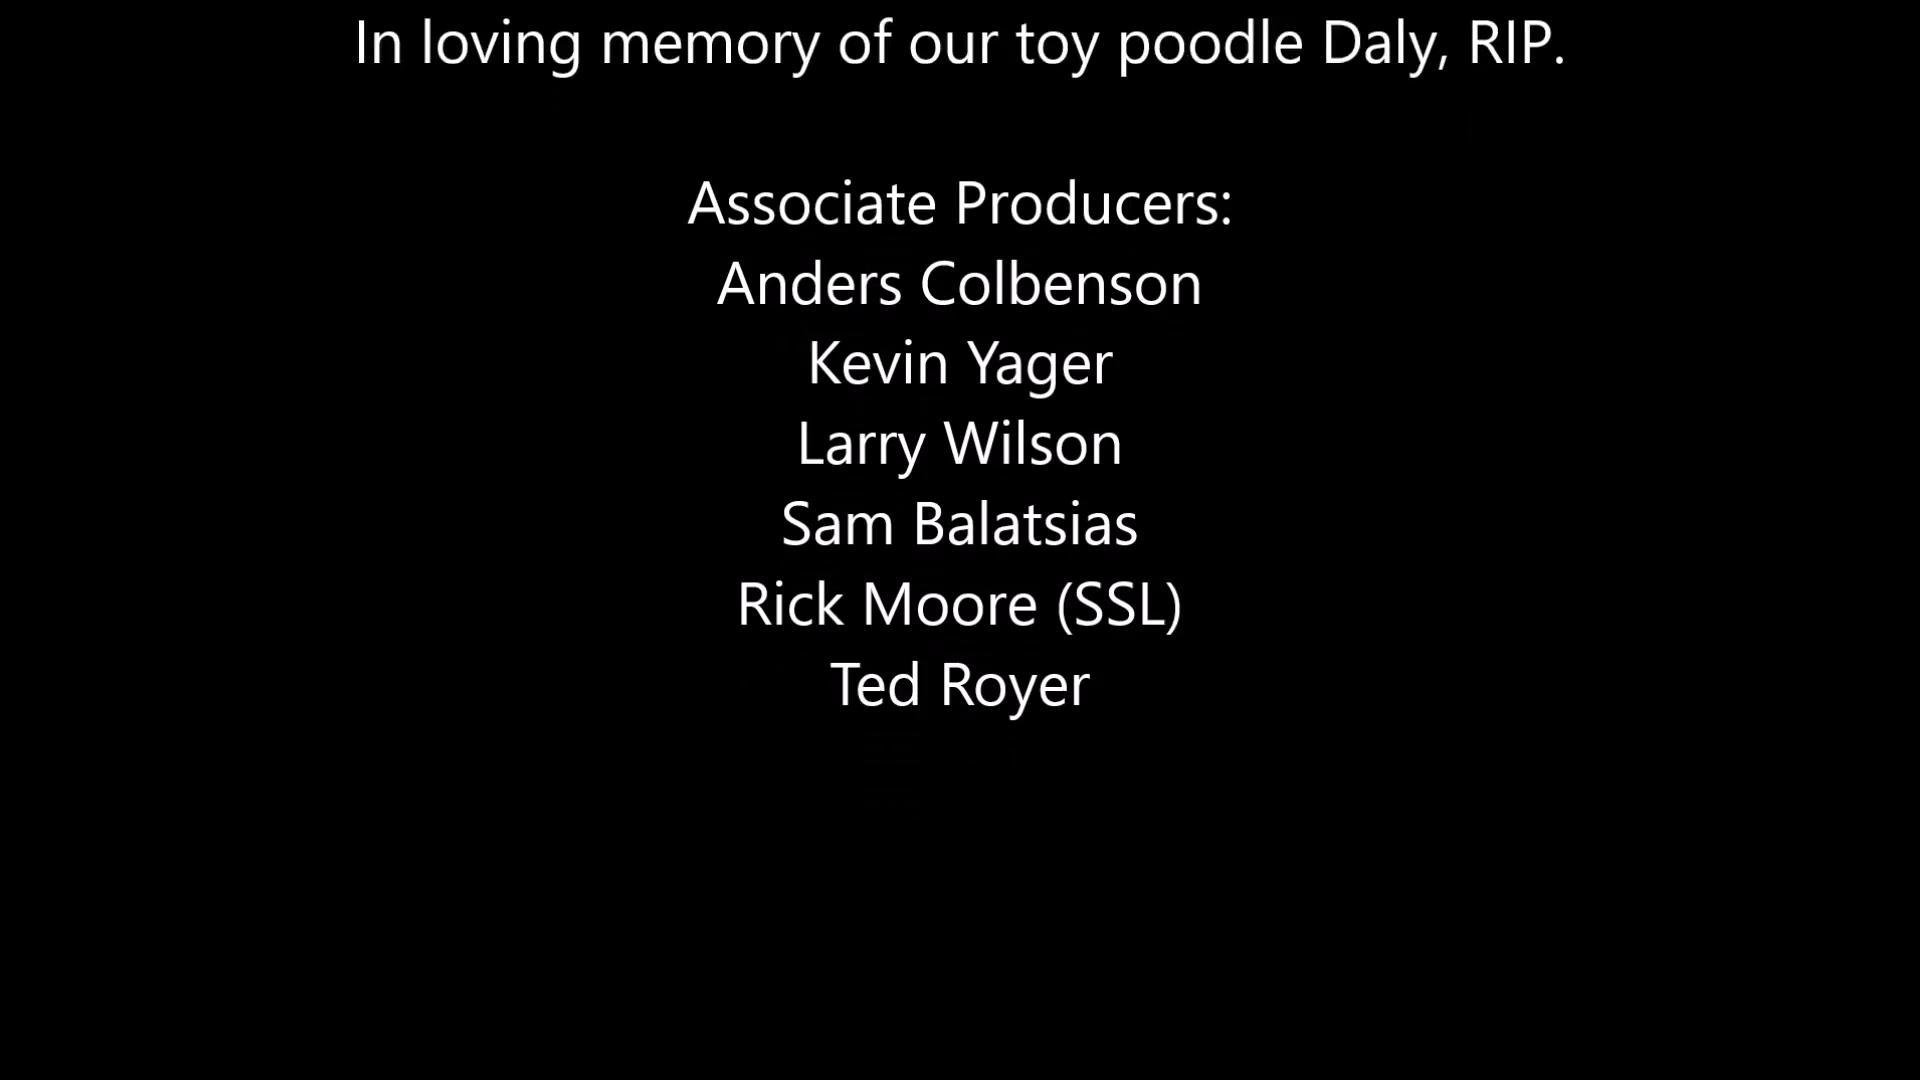 In loving memory of our toy poodle Daly, RIP.
Associate Producers:
Anders Colbenson
Kevin Yager
Larry Wilson
Sam Balatsias
Rick Moore (SSL)
Ted Royer